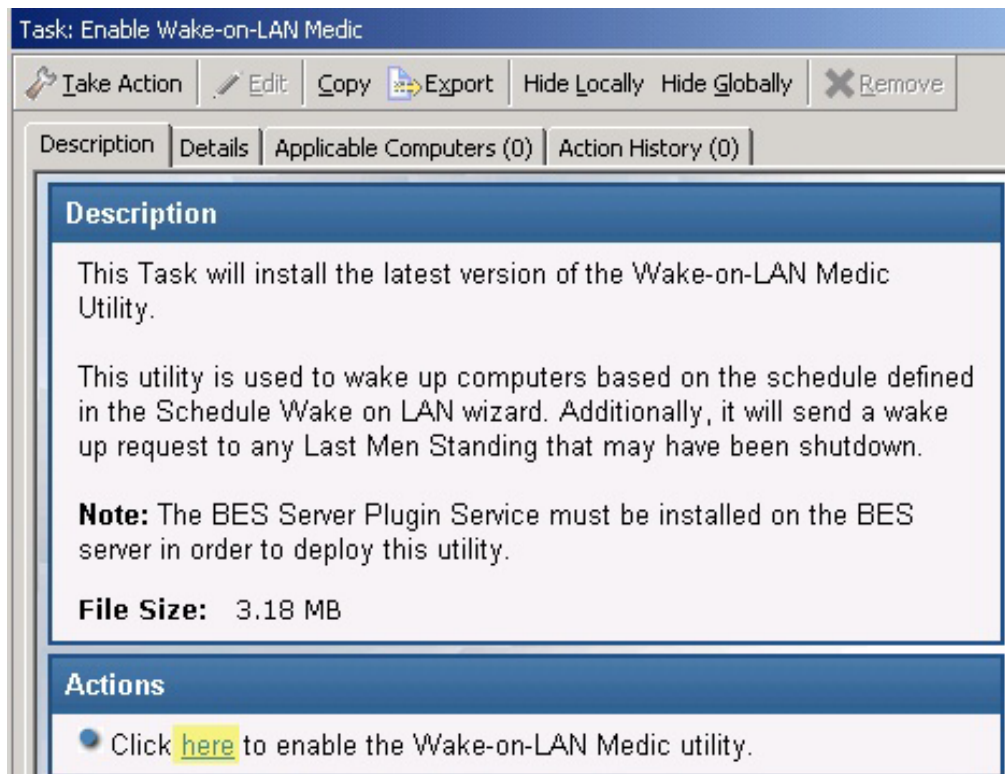 Task: Enable Wake-on-LAN Medic
Take Action Edit Copy Export Hide Locally Hide Globally Remove
Description Details Applicable Computers (0) Action History (0)
Description
This Task will install the latest version of the Wake-on-LAN Medic
Utility.
This utility is used to wake up computers based on the schedule defined
in the Schedule Wake on LAN wizard. Additionally, it will send a wake
up request to any Last Men Standing that may have been shutdown.
Note: The BES Server Plugin Service must be installed on the BES
server in order to deploy this utility.
File Size: 3.18 MB
Actions
Click here to enable the Wake-on-LAN Medic utility.